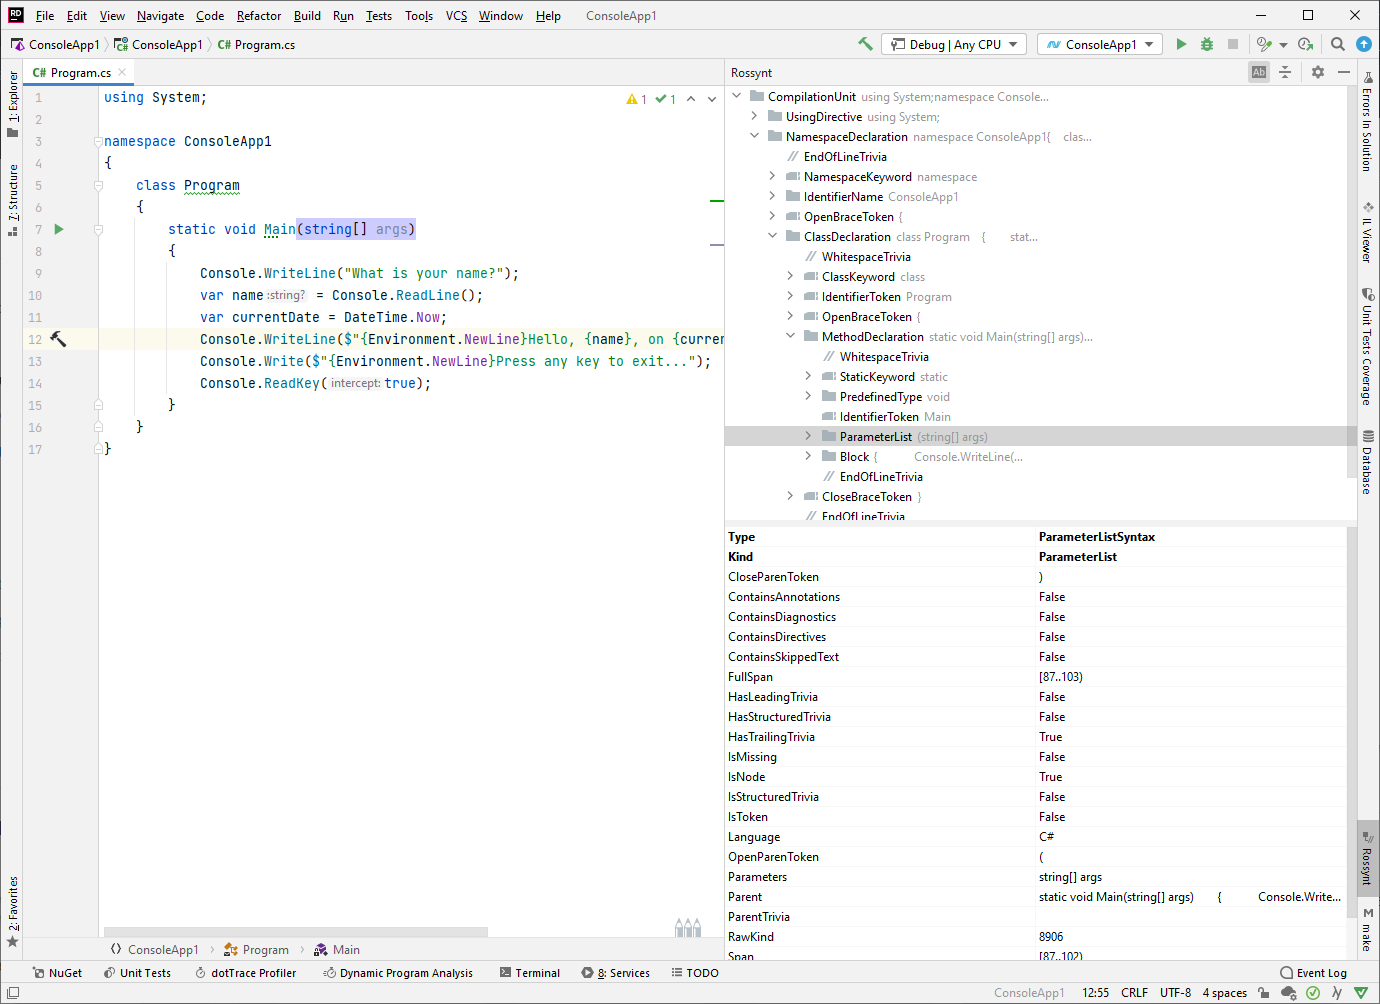 File Edit View Navigate Code Refactor Build Run Tests Tools VCS Window Help ConsoleApp1
ConsoleApp1 ConsoleApp1 C# Program.cs Debug | Any CPU ConsoleApp1
1: Explorer
7: Structure
2: Favorites
C# Program.cs
1 using System;
2
3 namespace ConsoleApp1
4 {
5 class Program
6 {
7 static void Main(string[] args)
8 {
9 Console.WriteLine("What is your name?");
10 var name :string? = Console.ReadLine();
11 var currentDate = DateTime.Now;
12 Console.WriteLine($"{Environment.NewLine}Hello, {name}, on {curren
13 Console.Write($"{Environment.NewLine}Press any key to exit...");
14 Console.ReadKey( intercept: true);
15 }
16 }
17 }
1 1
ConsoleApp1 Program Main
Rossynt
CompilationUnit using System;namespace Console...
UsingDirective using System;
NamespaceDeclaration namespace ConsoleApp1{ clas...
// EndOfLineTrivia
NamespaceKeyword namespace
IdentifierName ConsoleApp1
OpenBraceToken {
ClassDeclaration class Program { stat...
// WhitespaceTrivia
ClassKeyword class
IdentifierToken Program
OpenBraceToken {
MethodDeclaration static void Main(string[] args)...
// WhitespaceTrivia
StaticKeyword static
PredefinedType void
IdentifierToken Main
ParameterList (string[] args)
Block { Console.WriteLine(...
// EndOfLineTrivia
CloseBraceToken }
// EndOfLineTrivia
Type ParameterListSyntax
Kind ParameterList
CloseParenToken )
ContainsAnnotations False
ContainsDiagnostics False
ContainsDirectives False
ContainsSkippedText False
FullSpan [87..103)
HasLeadingTrivia False
HasStructuredTrivia False
HasTrailingTrivia True
IsMissing False
IsNode True
IsStructuredTrivia False
IsToken False
Language C#
OpenParenToken (
Parameters string[] args
Parent static void Main(string[] args) { Console.Write...
ParentTrivia
RawKind 8906
Span [87..102)
Errors In Solution
IL Viewer
Unit Tests Coverage
Database
Rossynt
M make
NuGet Unit Tests dotTrace Profiler Dynamic Program Analysis Terminal 8: Services TODO Event Log
ConsoleApp1 12:55 CRLF UTF-8 4 spaces